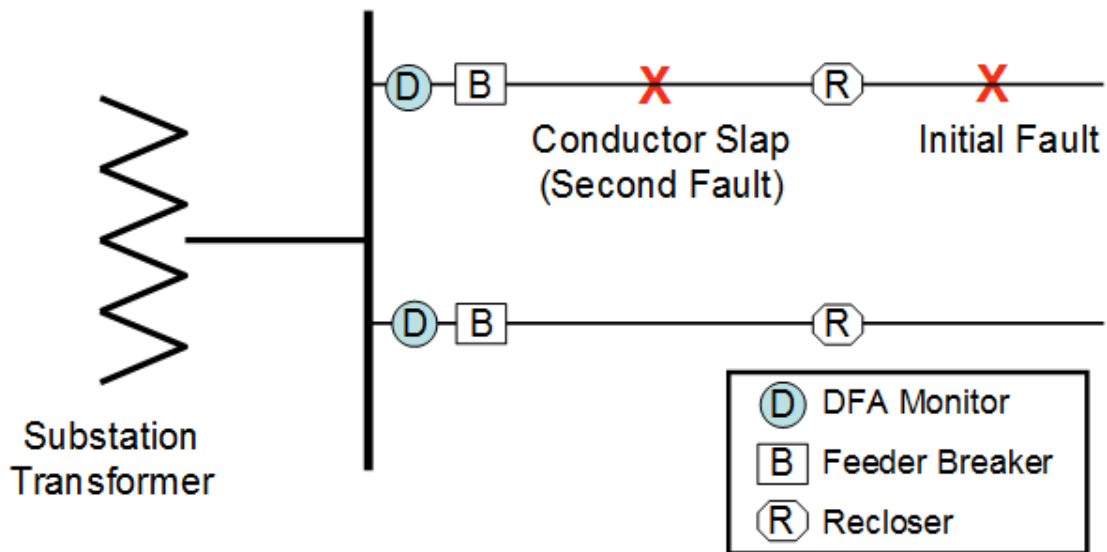 D B X R X
Conductor Slap
(Second Fault)
Initial Fault
D B R
Substation
Transformer
D DFA Monitor
B Feeder Breaker
R Recloser